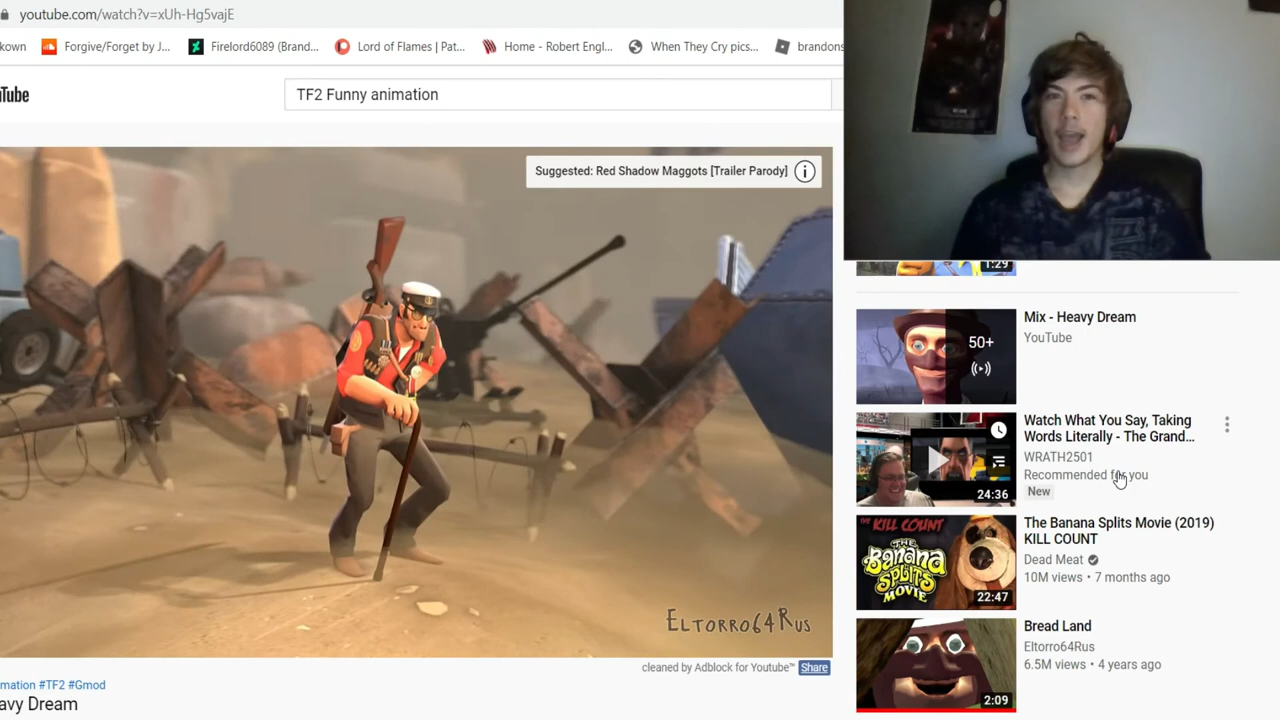 youtube.com/watch?v=xUh-Hg5vajE
kown
Forgive/Forget by J...
Firelord6089 (Brand...
Lord of Flames | Pat...
Home - Robert Engl...
When They Cry pics...
brandons
uTube
TF2 Funny animation
Suggested: Red Shadow Maggots [Trailer Parody]
ELTORRO64RUS
cleaned by Adblock for Youtube™ Share
mation #TF2 #Gmod
avy Dream
1:29
Mix - Heavy Dream
YouTube
50+
Watch What You Say, Taking
Words Literally - The Grand...
WRATH2501
Recommended for you
New
24:36
The Banana Splits Movie (2019)
KILL COUNT
Dead Meat
10M views • 7 months ago
THE KILL COUNT
THE
BANANA
SPLITS
MOVIE
22:47
Bread Land
Eltorro64Rus
6.5M views • 4 years ago
2:09